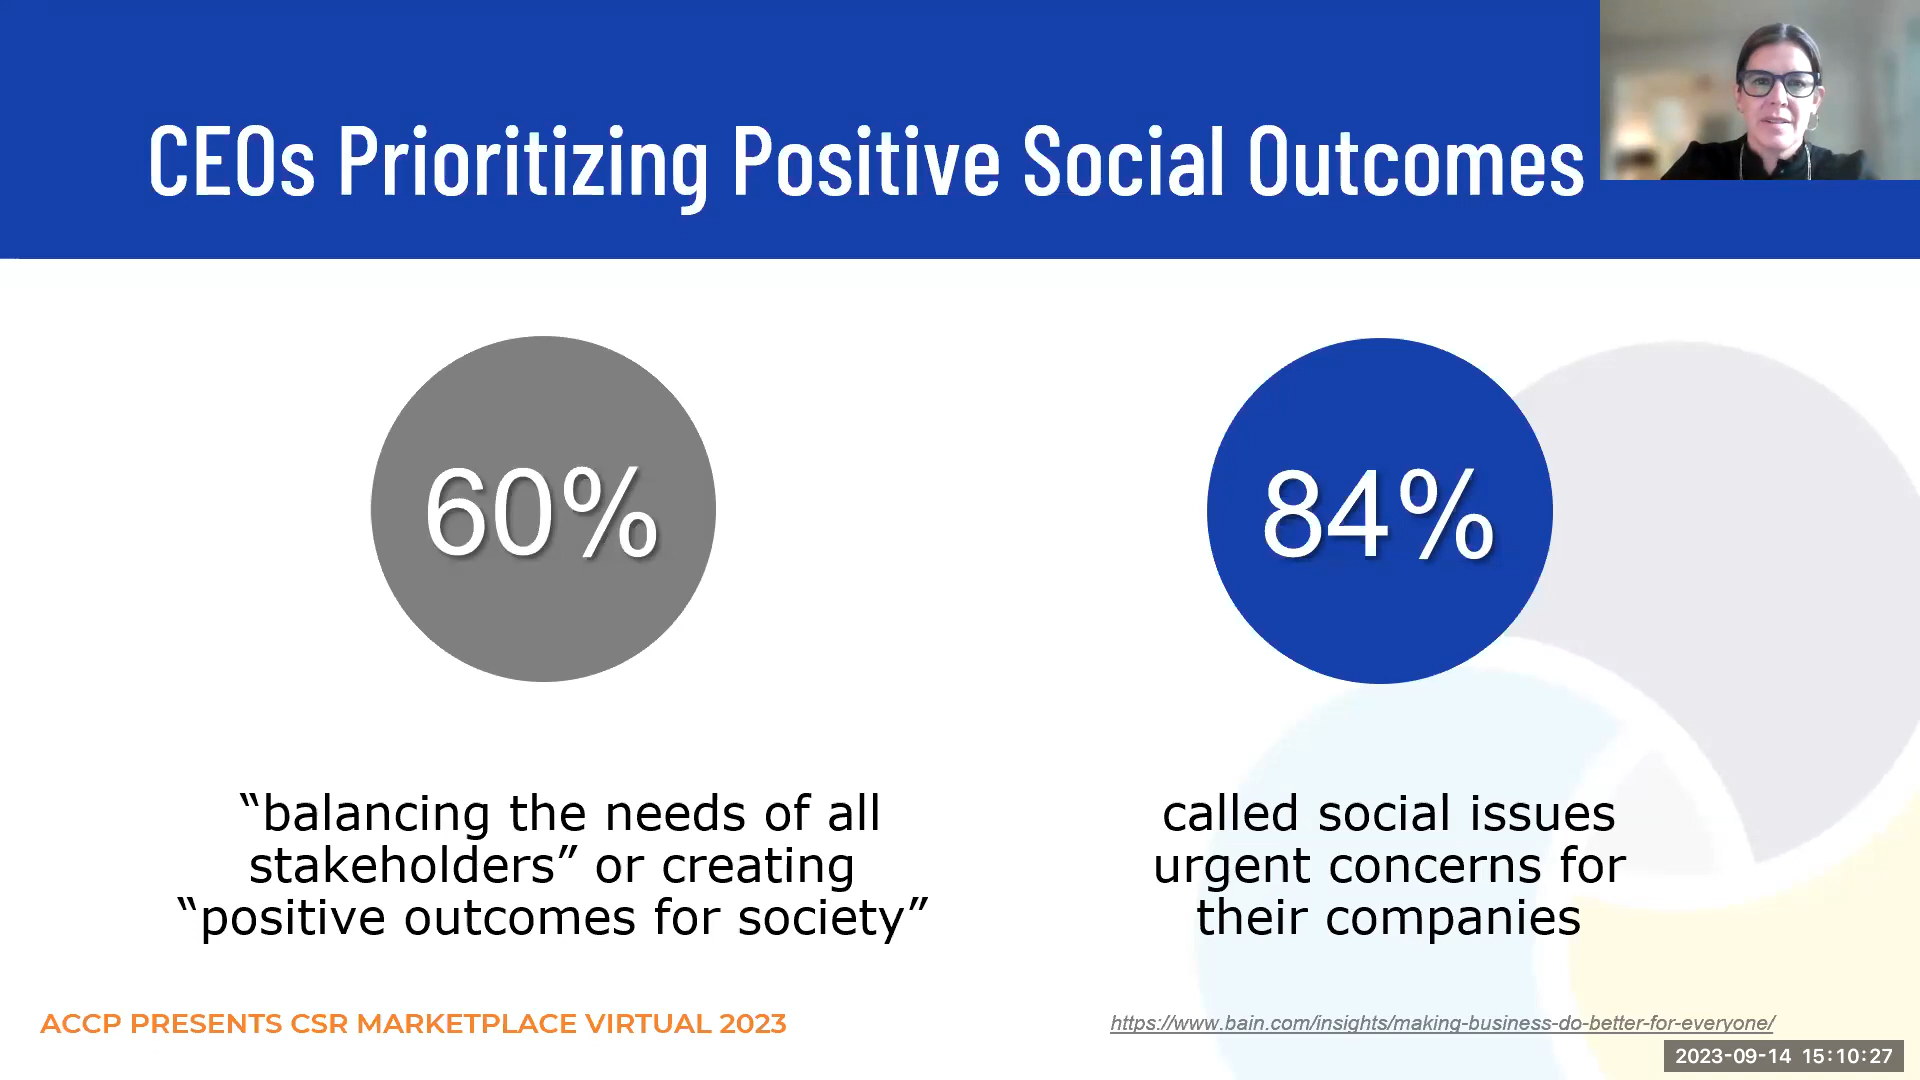 CEOs Prioritizing Positive Social Outcomes
60%
84%
“balancing the needs of all
stakeholders” or creating
“positive outcomes for society”
called social issues
urgent concerns for
their companies
ACCP PRESENTS CSR MARKETPLACE VIRTUAL 2023
https://www.bain.com/insights/making-business-do-better-for-everyone/
2023-09-14 15:10:27